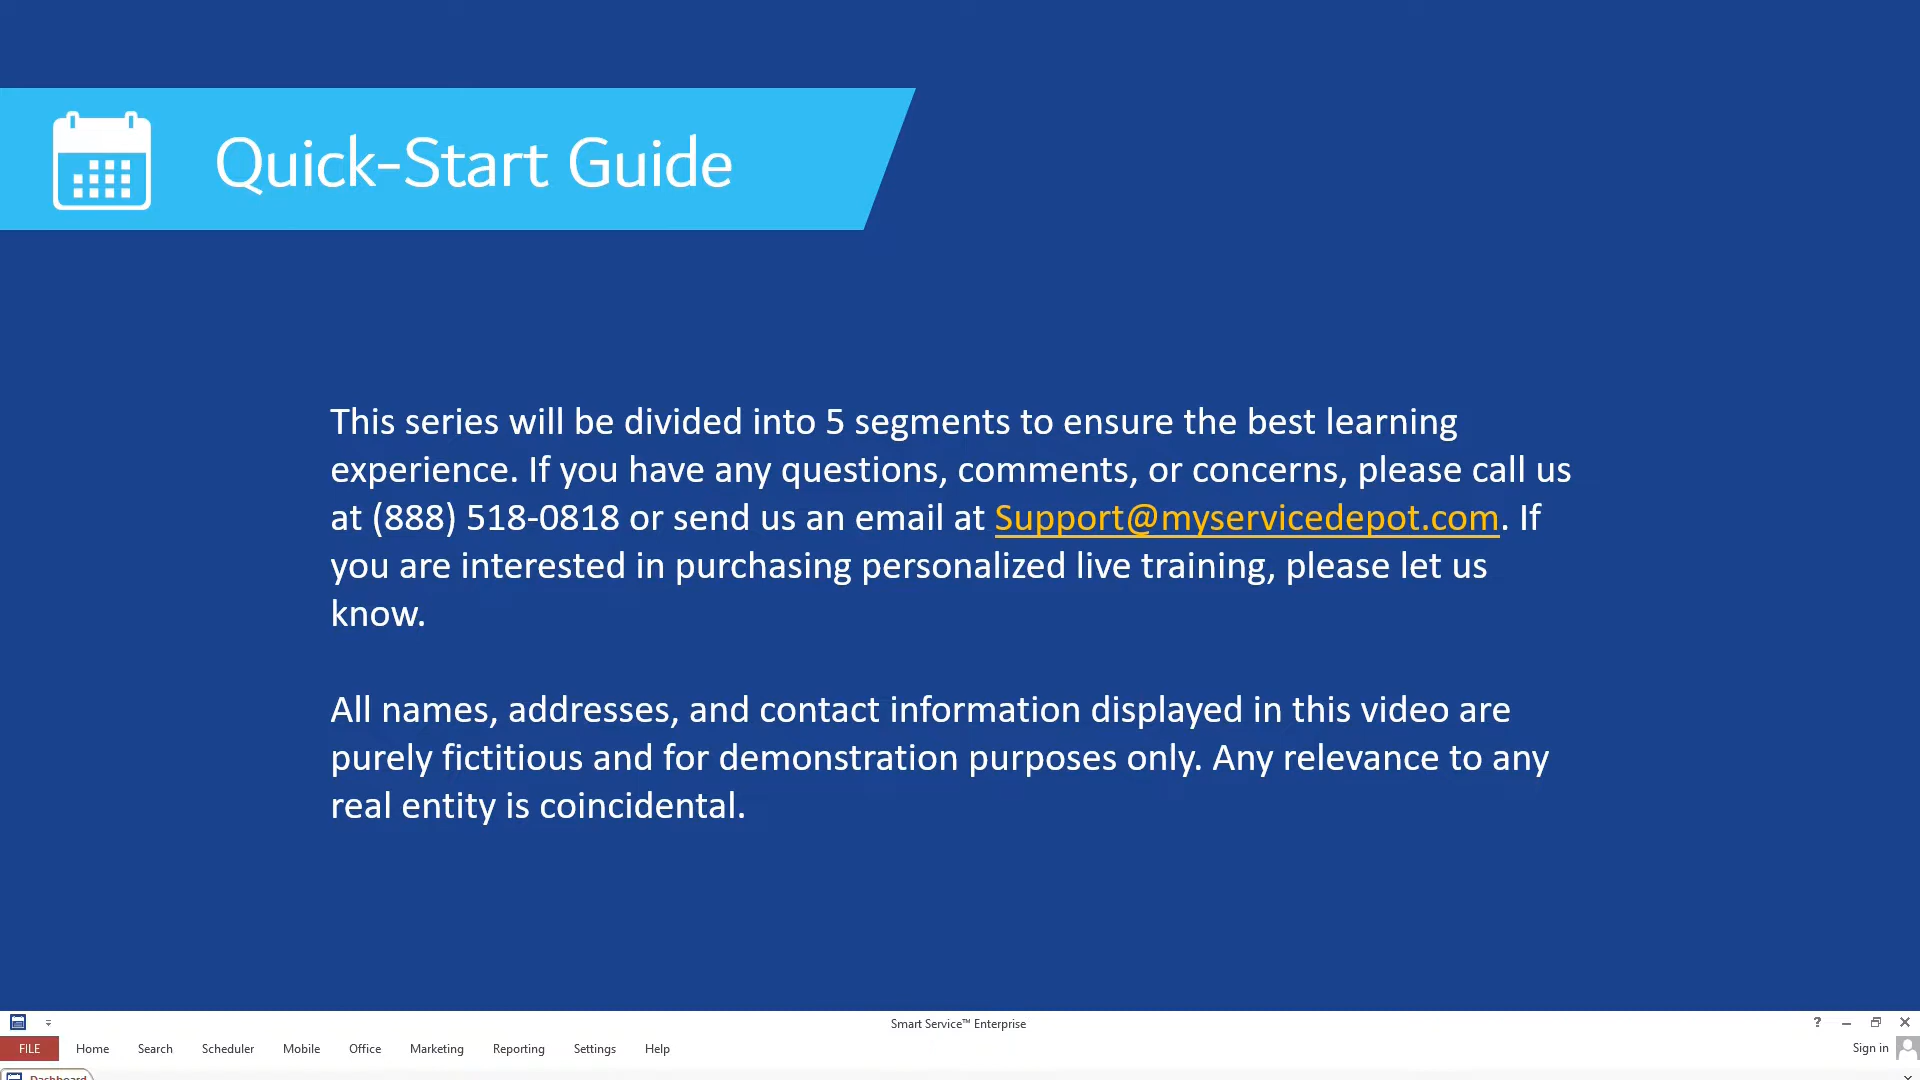 Quick-Start Guide
This series will be divided into 5 segments to ensure the best learning
experience. If you have any questions, comments, or concerns, please call us
at (888) 518-0818 or send us an email at Support@myservicedepot.com. If
you are interested in purchasing personalized live training, please let us
know.
All names, addresses, and contact information displayed in this video are
purely fictitious and for demonstration purposes only. Any relevance to any
real entity is coincidental.
Smart Service™ Enterprise
FILE Home Search Scheduler Mobile Office Marketing Reporting Settings Help Sign in
Dashboard